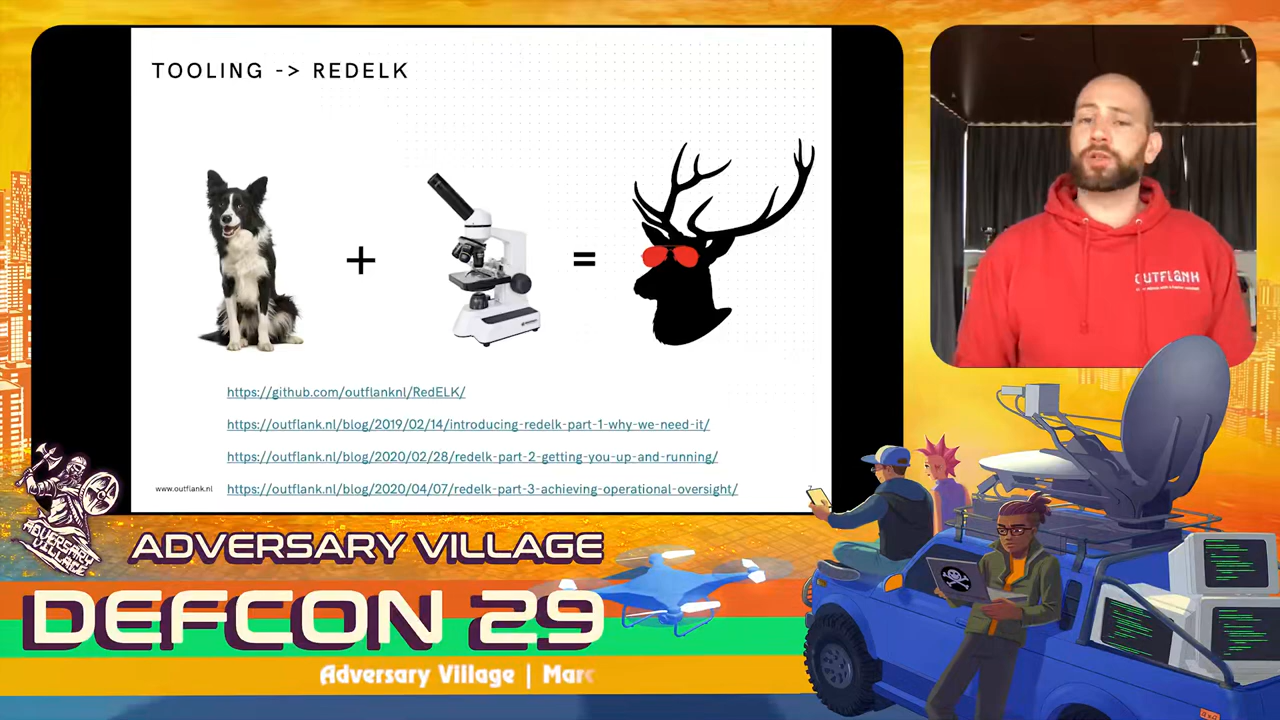 TOOLING -> REDELK
+
=
https://github.com/outflanknl/RedELK/
https://outflank.nl/blog/2019/02/14/introducing-redelk-part-1-why-we-need-it/
https://outflank.nl/blog/2020/02/28/redelk-part-2-getting-you-up-and-running/
www.outflank.nl
https://outflank.nl/blog/2020/04/07/redelk-part-3-achieving-operational-oversight/
7
OUTFLANK
ADVERSARY
VILLAGE
ADVERSARY VILLAGE
DEFCON 29
Adversary Village | Marc